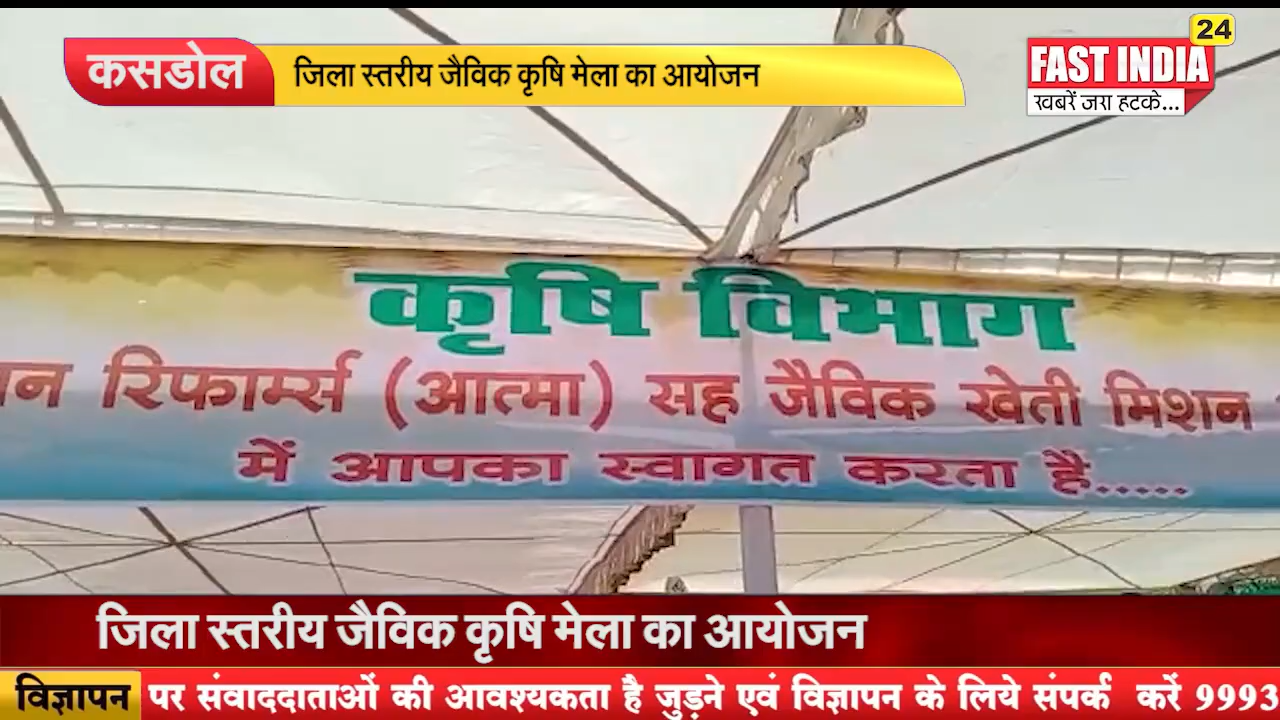 कसडोल
जिला स्तरीय जैविक कृषि मेला का आयोजन
24
FAST INDIA
खबरें जरा हटके...
कृषि विभाग
न रिफार्म्स (आत्मा) सह जैविक खेती मिशन
में आपका स्वागत करता है.....
जिला स्तरीय जैविक कृषि मेला का आयोजन
विज्ञापन पर संवाददाताओं की आवश्यकता है जुड़ने एवं विज्ञापन के लिये संपर्क करें 9993